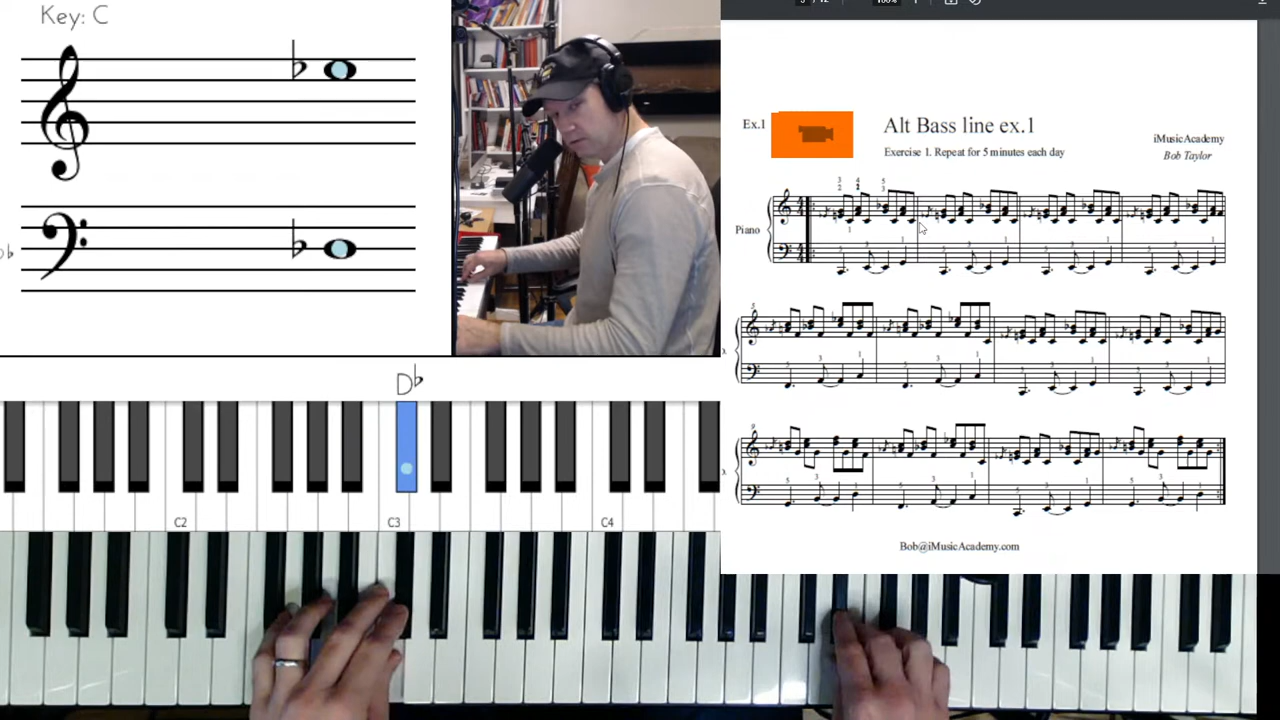 Key: C
D♭
C2
C3
C4
100%
Ex.1
Alt Bass line ex.1
Exercise 1. Repeat for 5 minutes each day
iMusicAcademy
Bob Taylor
Piano
Bob@iMusicAcademy.com